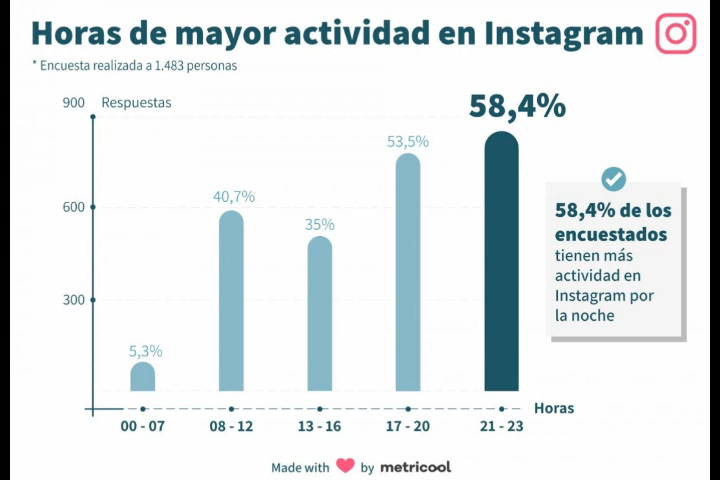 Horas de mayor actividad en Instagram
* Encuesta realizada a 1.483 personas
900 Respuestas
58,4%
53,5%
40,7%
35%
5,3%
600
300
58,4% de los
encuestados
tienen más
actividad en
Instagram por
la noche
Horas
00 - 07
08 - 12
13 - 16
17 - 20
21 - 23
Made with by metricool